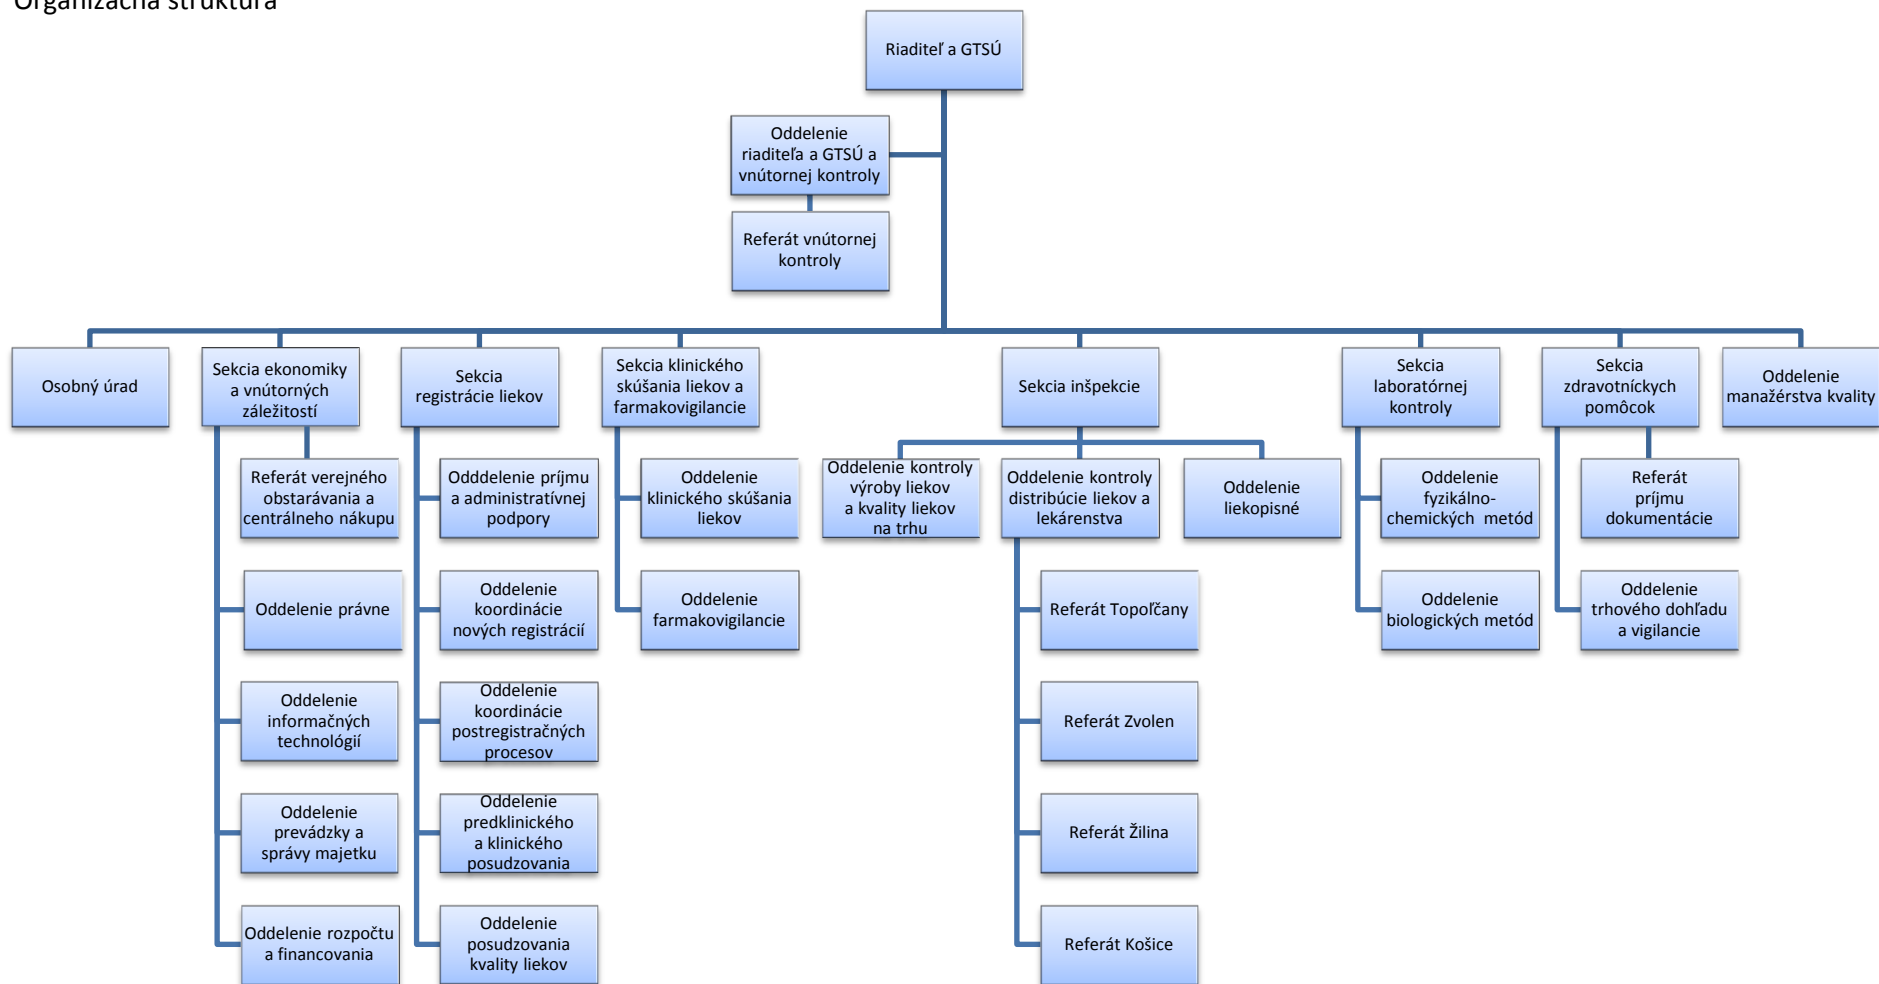 Organizačná štruktúra
Riaditeľ a GTSÚ
Oddelenie
riaditeľa a GTSÚ a
vnútornej kontroly
Referát vnútornej
kontroly
Osobný úrad
Sekcia ekonomiky
a vnútorných
záležitostí
Sekcia
registrácie liekov
Sekcia klinického
skúšania liekov a
farmakovigilancie
Sekcia inšpekcie
Sekcia
laboratórnej
kontroly
Sekcia
zdravotníckych
pomôcok
Oddelenie
manažérstva kvality
Referát verejného
obstarávania a
centrálneho nákupu
Oddelenie právne
Oddelenie
informačných
technológií
Oddelenie
prevádzky a
správy majetku
Oddelenie rozpočtu
a financovania
Odddelenie príjmu
a administratívnej
podpory
Oddelenie
koordinácie
nových registrácií
Oddelenie
koordinácie
postregistračných
procesov
Oddelenie
predklinického
a klinického
posudzovania
Oddelenie
posudzovania
kvality liekov
Oddelenie
klinického skúšania
liekov
Oddelenie
farmakovigilancie
Oddelenie kontroly
výroby liekov
a kvality liekov
na trhu
Oddelenie kontroly
distribúcie liekov a
lekárenstva
Oddelenie
liekopisné
Referát Topoľčany
Referát Zvolen
Referát Žilina
Referát Košice
Oddelenie
fyzikálno-
chemických metód
Oddelenie
biologických metód
Referát
príjmu
dokumentácie
Oddelenie
trhového dohľadu
a vigilancie